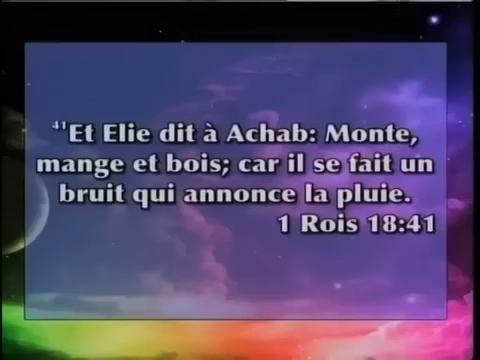 ⁴¹Et Elie dit à Achab: Monte,
mange et bois; car il se fait un
bruit qui annonce la pluie.
1 Rois 18:41